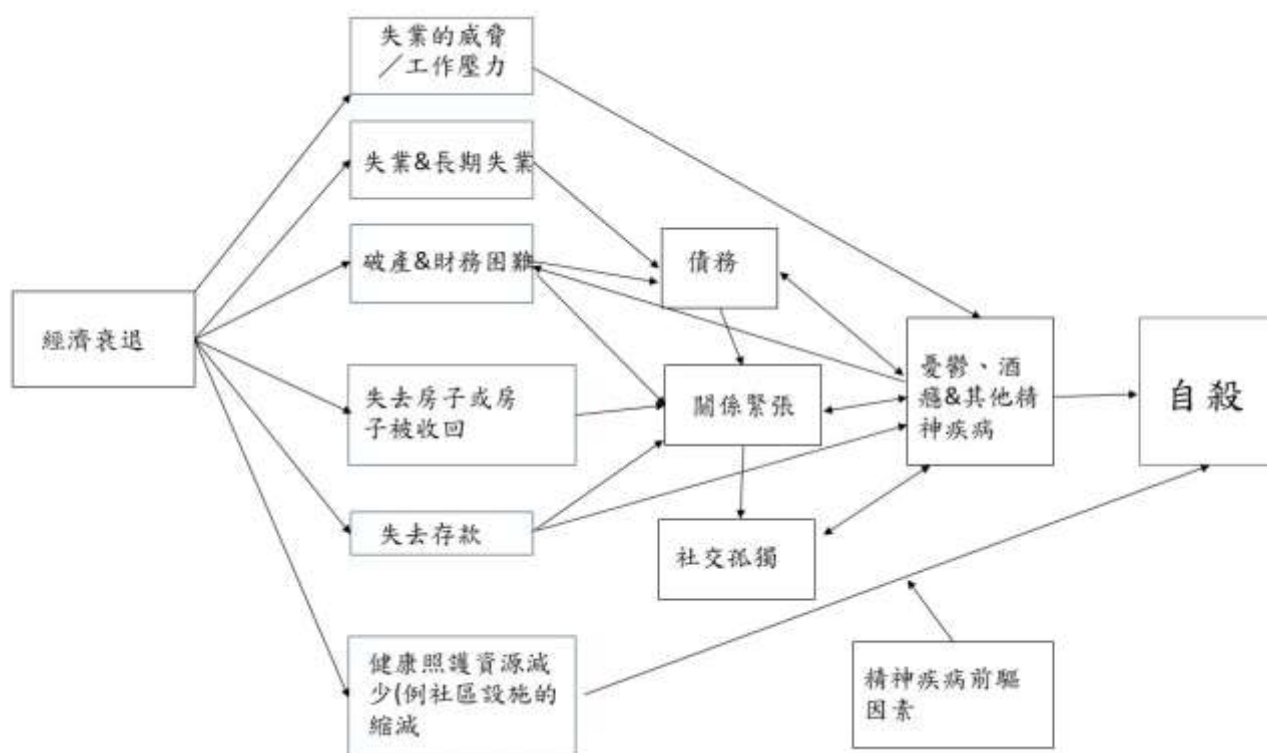 失業的威脅
／工作壓力
失業&長期失業
破產&財務困難
債務
經濟衰退
憂鬱、酒
癮&其他精
神疾病
自殺
失去房子或房
子被收回
關係緊張
失去存款
社交孤獨
健康照護資源減
少(例社區設施的
縮減
精神疾病前驅
因素